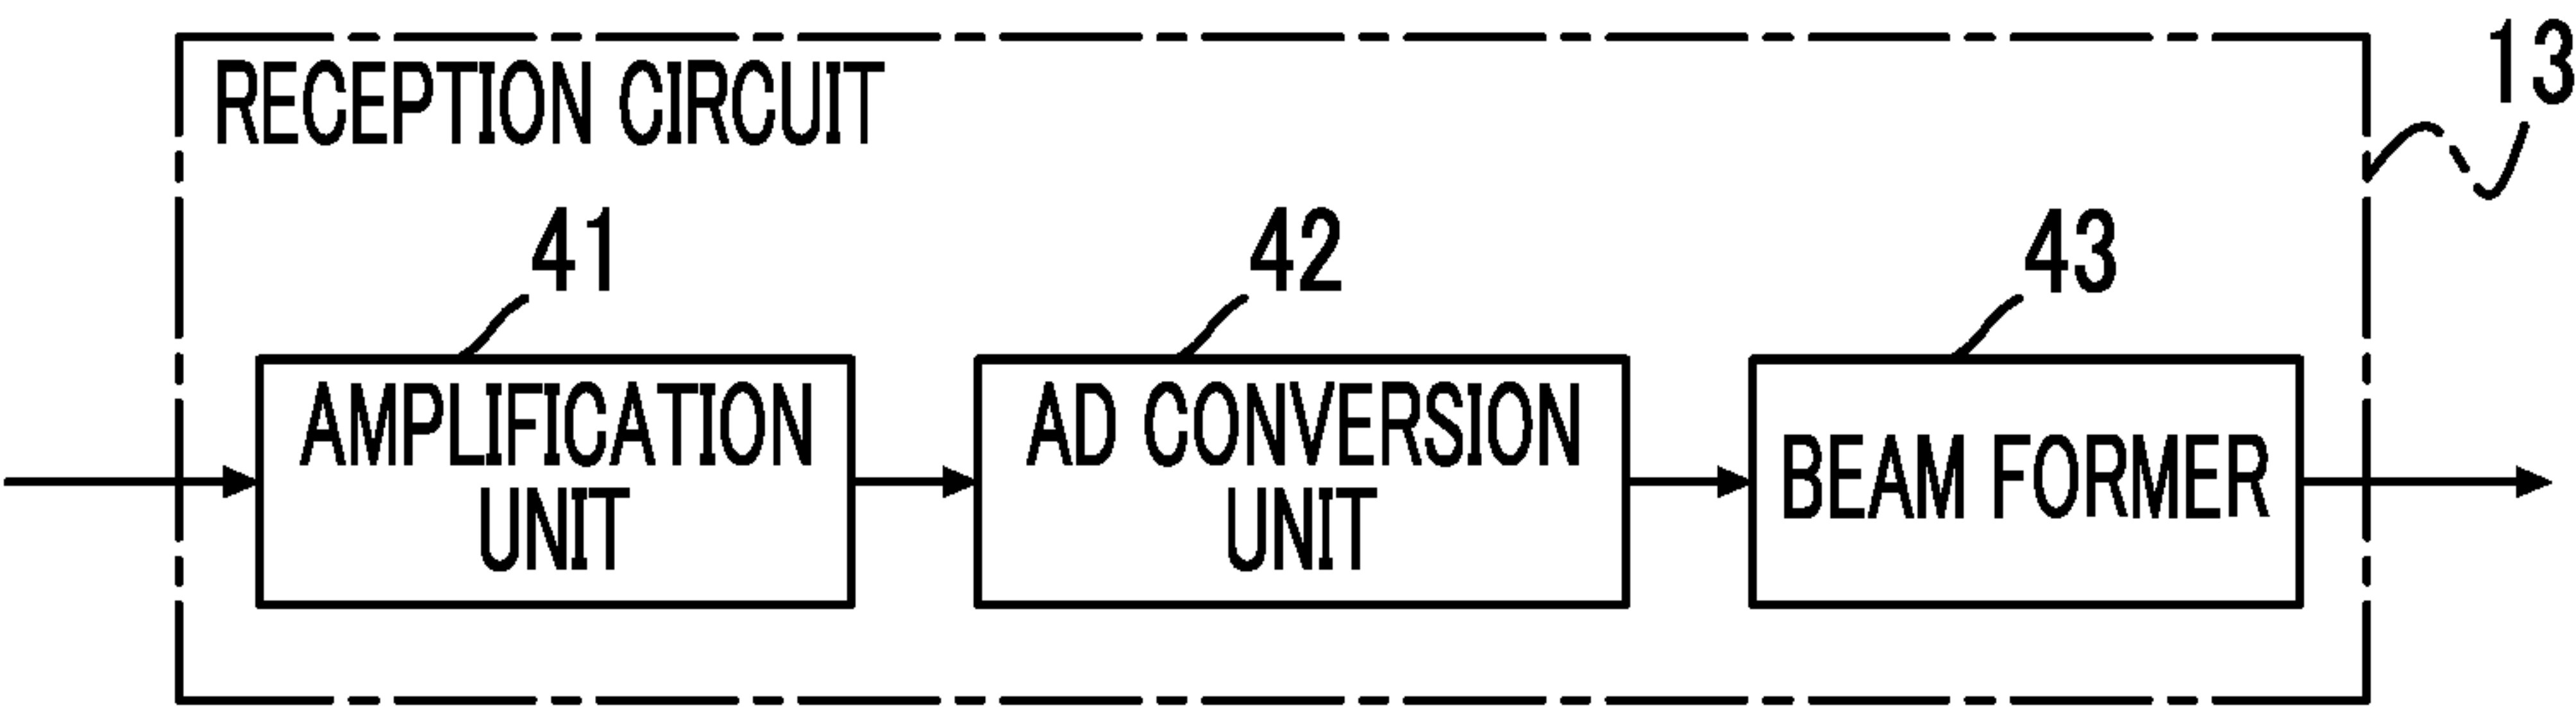 RECEPTION CIRCUIT
13
41
42
43
AMPLIFICATION
UNIT
AD CONVERSION
UNIT
BEAM FORMER